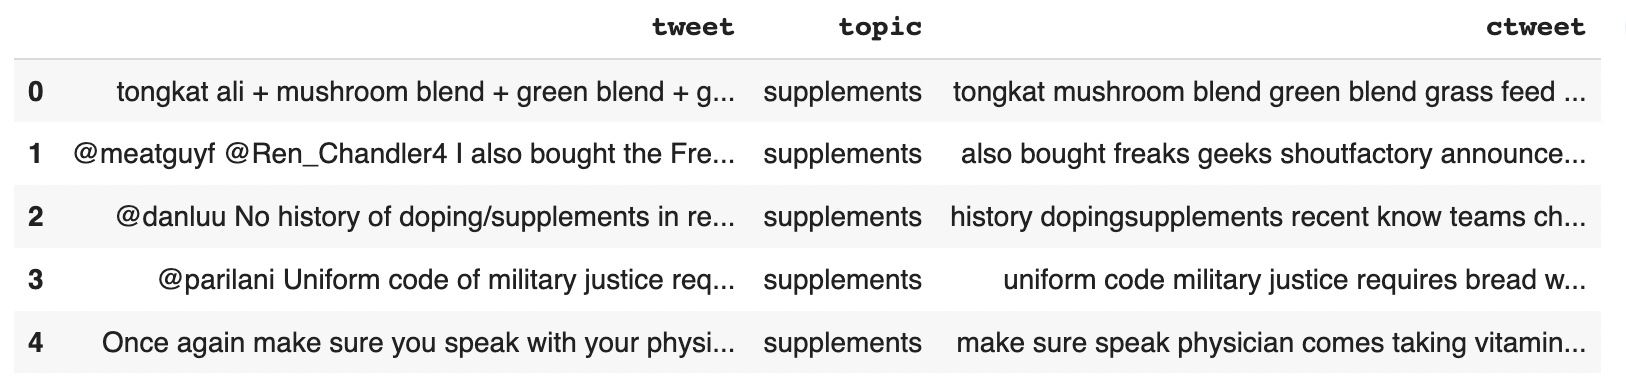 tweet topic ctweet
0 tongkat ali + mushroom blend + green blend + g... supplements tongkat mushroom blend green blend grass feed ...
1 @meatguyf @Ren_Chandler4 I also bought the Fre... supplements also bought freaks geeks shoutfactory announce...
2 @danluu No history of doping/supplements in re... supplements history dopingsupplements recent know teams ch...
3 @parilani Uniform code of military justice req... supplements uniform code military justice requires bread w...
4 Once again make sure you speak with your physi... supplements make sure speak physician comes taking vitamin...